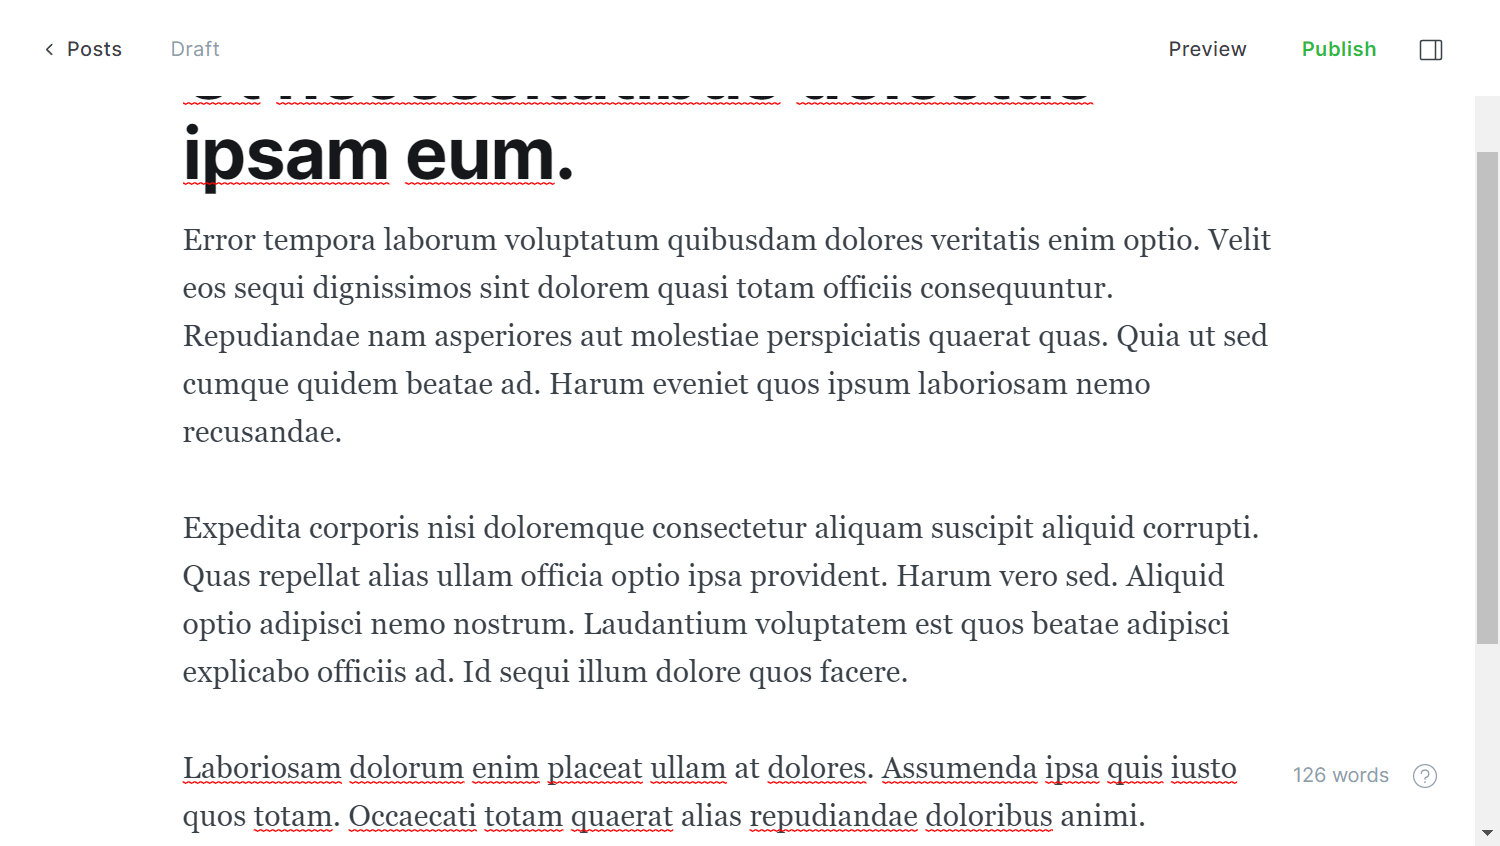 Posts
Draft
Preview
Publish
ipsam eum.
Error tempora laborum voluptatum quibusdam dolores veritatis enim optio. Velit
eos sequi dignissimos sint dolorem quasi totam officiis consequuntur.
Repudiandae nam asperiores aut molestiae perspiciatis quaerat quas. Quia ut sed
cumque quidem beatae ad. Harum eveniet quos ipsum laboriosam nemo
recusandae.
Expedita corporis nisi doloremque consectetur aliquam suscipit aliquid corrupti.
Quas repellat alias ullam officia optio ipsa provident. Harum vero sed. Aliquid
optio adipisci nemo nostrum. Laudantium voluptatem est quos beatae adipisci
explicabo officiis ad. Id sequi illum dolore quos facere.
Laboriosam dolorum enim placeat ullam at dolores. Assumenda ipsa quis iusto
quos totam. Occaecati totam quaerat alias repudiandae doloribus animi.
126 words